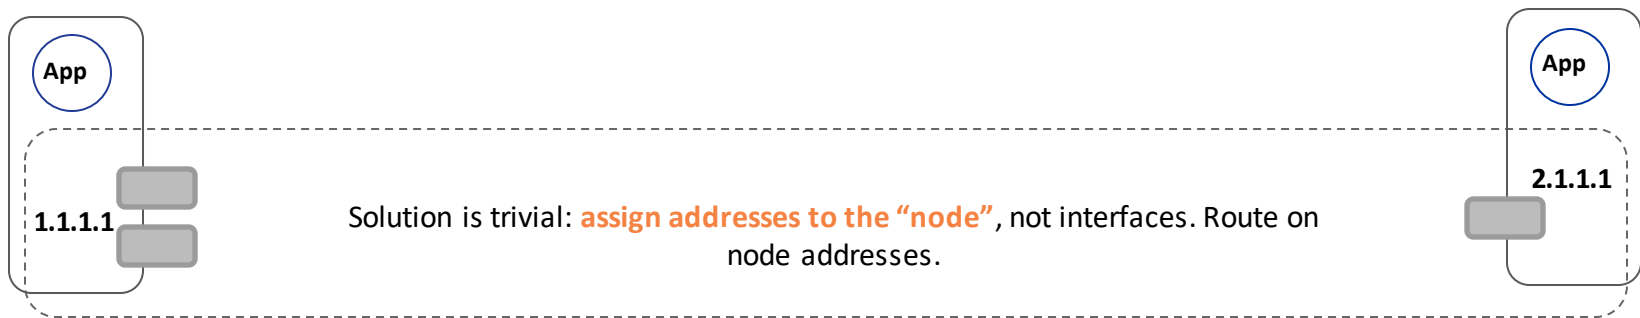 App
App
1.1.1.1
2.1.1.1
Solution is trivial: assign addresses to the “node”, not interfaces. Route on
node addresses.